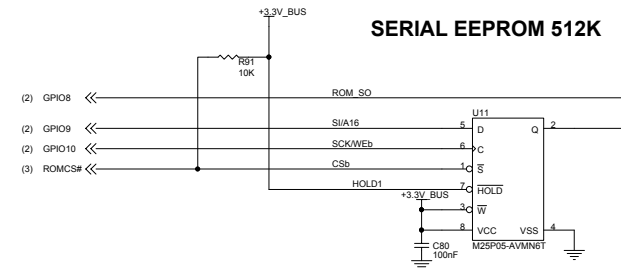 +3.3V_BUS
SERIAL EEPROM 512K
R91
10K
(2) GPIO8 ROM_SO
U11
(2) GPIO9 SI/A16 5 D Q 2
(2) GPIO10 SCK/WEb 6 C
(3) ROMCS# CSb 1 S
HOLD1 7 HOLD
+3.3V_BUS
3 W
8 VCC VSS 4
C80
100nF
M25P05-AVMN6T